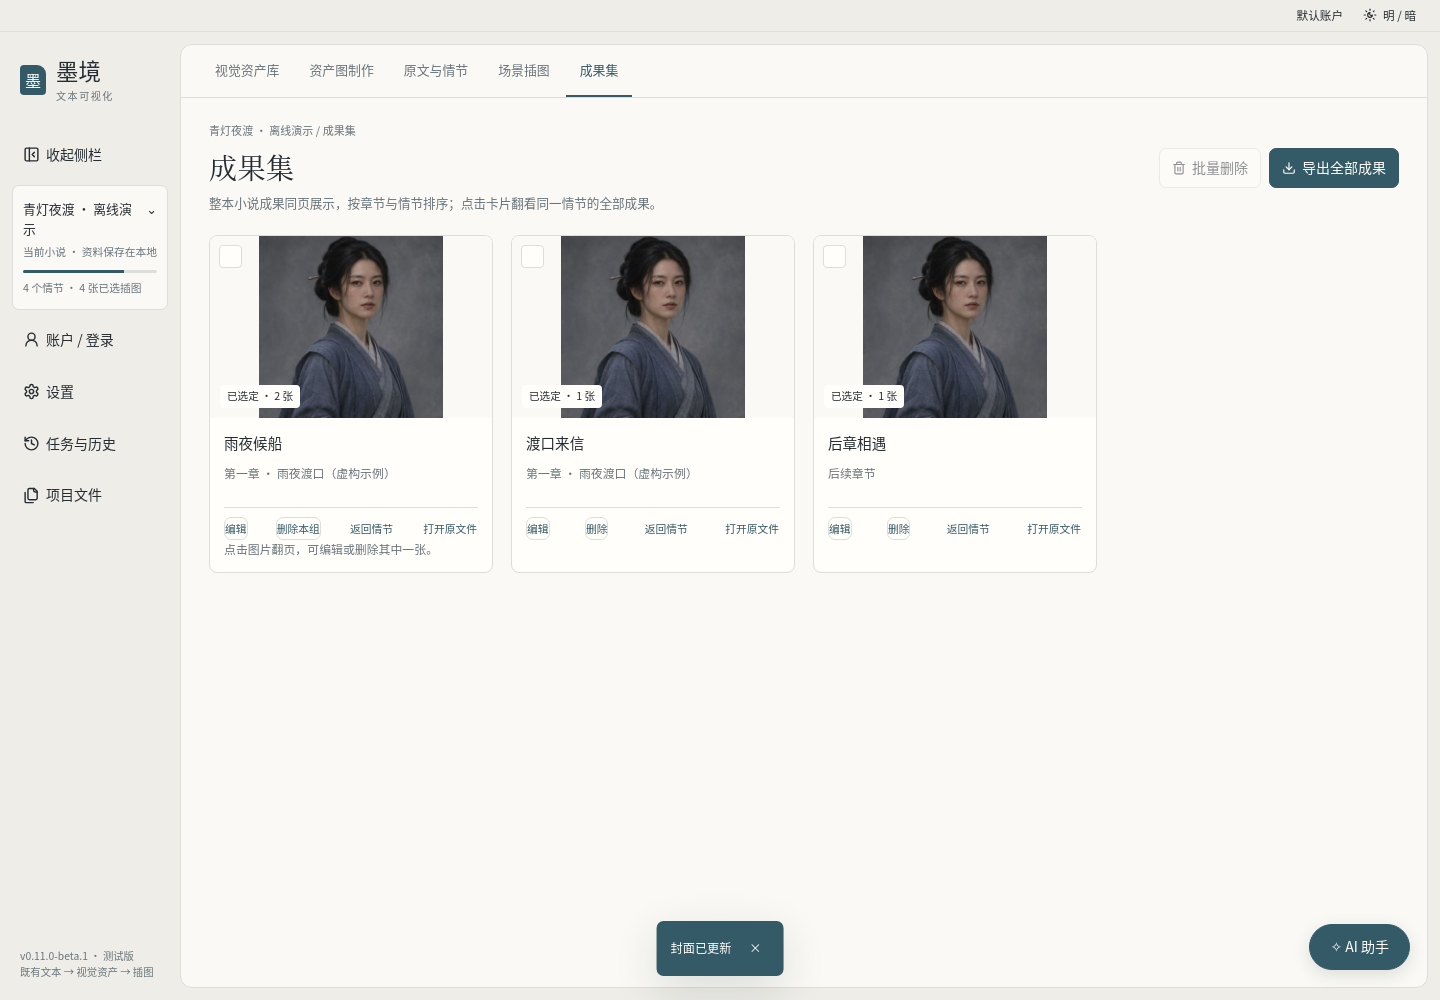 默认账户
明 / 暗
墨
墨境
文本可视化
收起侧栏
青灯夜渡 · 离线演示
当前小说 · 资料保存在本地
4 个情节 · 4 张已选插图
账户 / 登录
设置
任务与历史
项目文件
v0.11.0-beta.1 · 测试版
既有文本 → 视觉资产 → 插图
视觉资产库
资产图制作
原文与情节
场景插图
成果集
青灯夜渡 · 离线演示 / 成果集
成果集
整本小说成果同页展示，按章节与情节排序；点击卡片翻看同一情节的全部成果。
批量删除
导出全部成果
已选定 · 2 张
雨夜候船
第一章 · 雨夜渡口（虚构示例）
编辑
删除本组
返回情节
打开原文件
点击图片翻页，可编辑或删除其中一张。
已选定 · 1 张
渡口来信
第一章 · 雨夜渡口（虚构示例）
编辑
删除
返回情节
打开原文件
已选定 · 1 张
后章相遇
后续章节
编辑
删除
返回情节
打开原文件
封面已更新
AI 助手